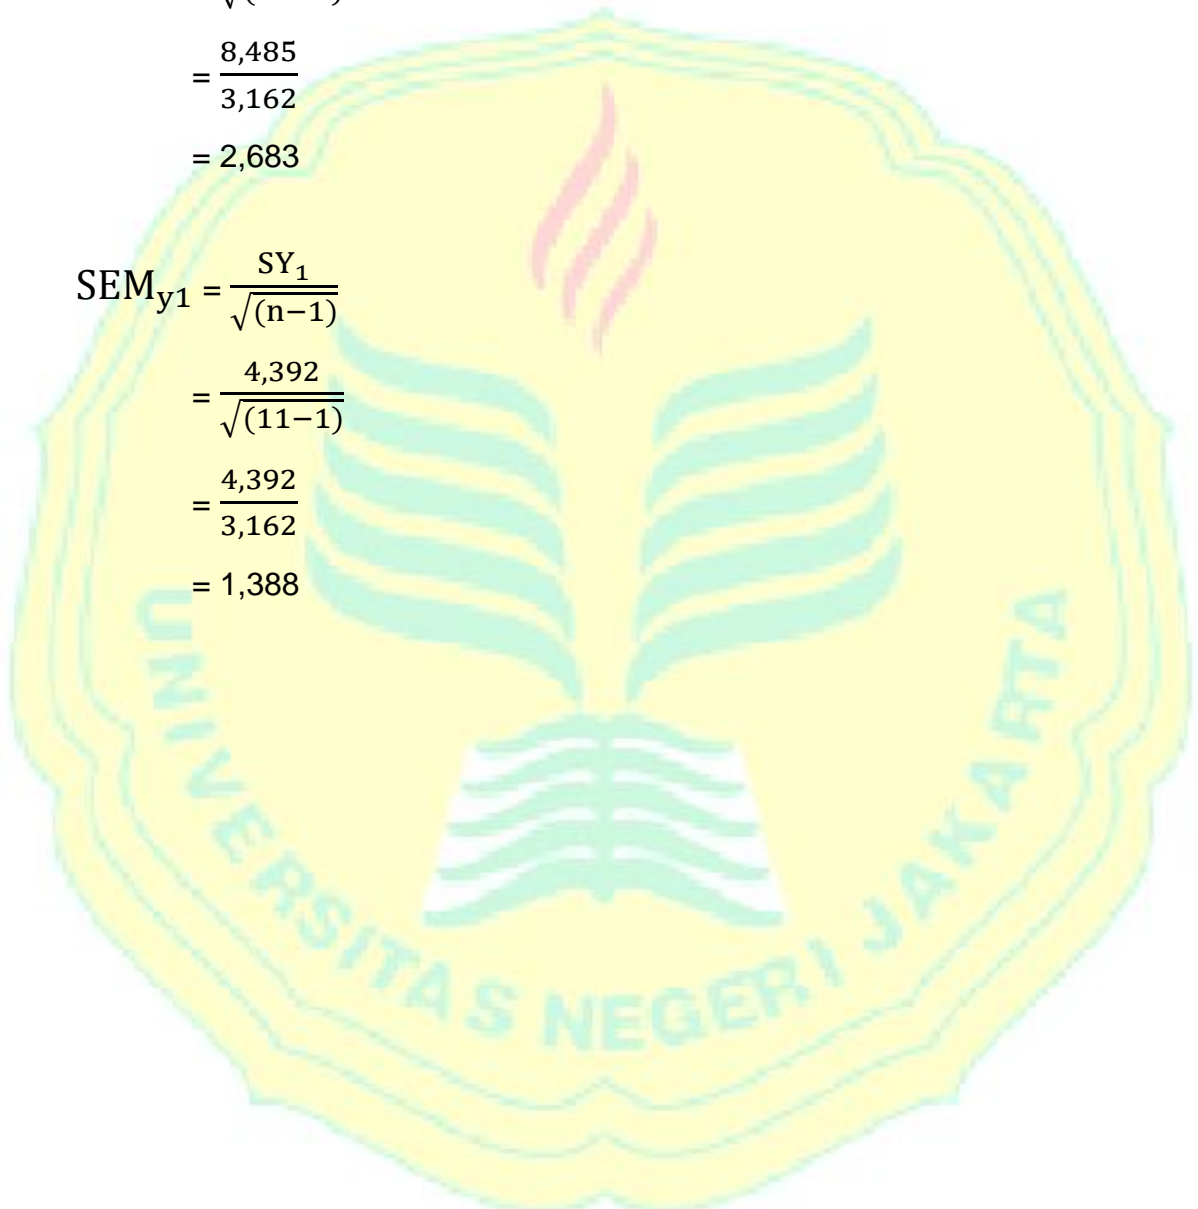 = 8,485 / 3,162
= 2,683
SEM_y1 = SY_1 / √(n−1)
= 4,392 / √(11−1)
= 4,392 / 3,162
= 1,388
UNIVERSITAS NEGERI JAKARTA